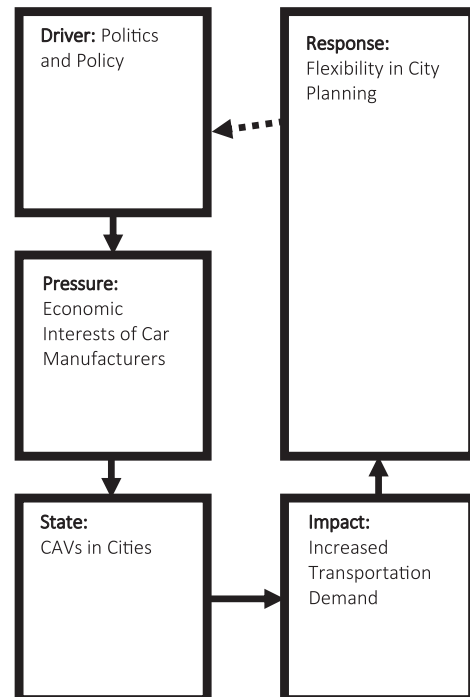 Driver: Politics
and Policy
Pressure:
Economic
Interests of Car
Manufacturers
State:
CAVs in Cities
Impact:
Increased
Transportation
Demand
Response:
Flexibility in City
Planning